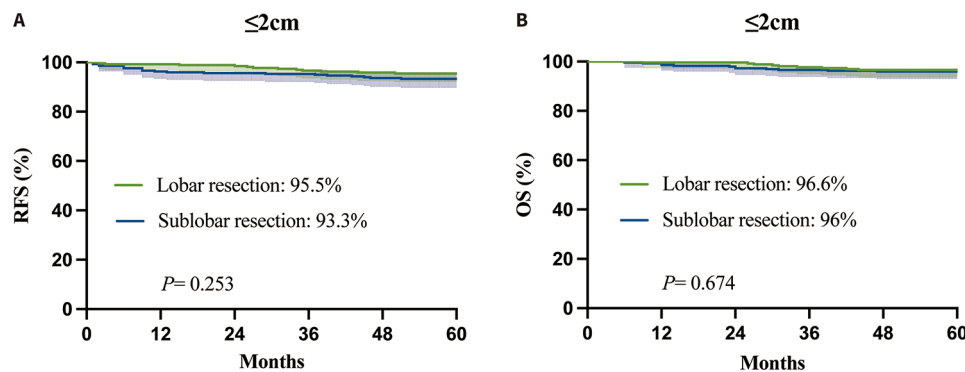 A
≤2cm
100
80
60
40
20
0
RFS (%)
Lobar resection: 95.5%
Sublobar resection: 93.3%
P= 0.253
0 12 24 36 48 60
Months
B
≤2cm
100
80
60
40
20
0
OS (%)
Lobar resection: 96.6%
Sublobar resection: 96%
P= 0.674
0 12 24 36 48 60
Months